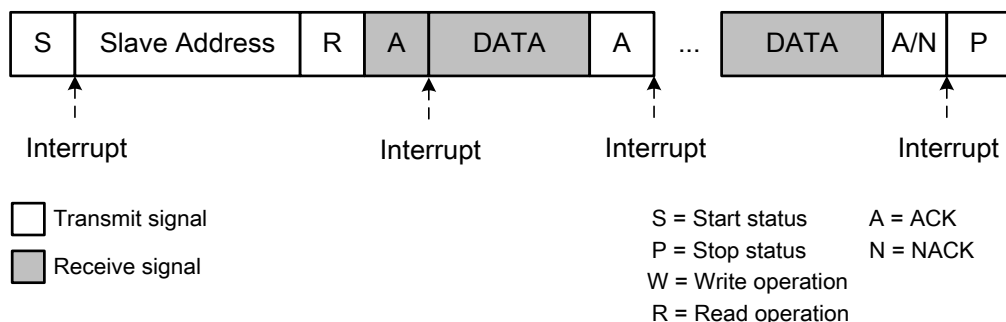 S Slave Address R A DATA A ... DATA A/N P
Interrupt Interrupt Interrupt Interrupt
Transmit signal
Receive signal
S = Start status A = ACK
P = Stop status N = NACK
W = Write operation
R = Read operation